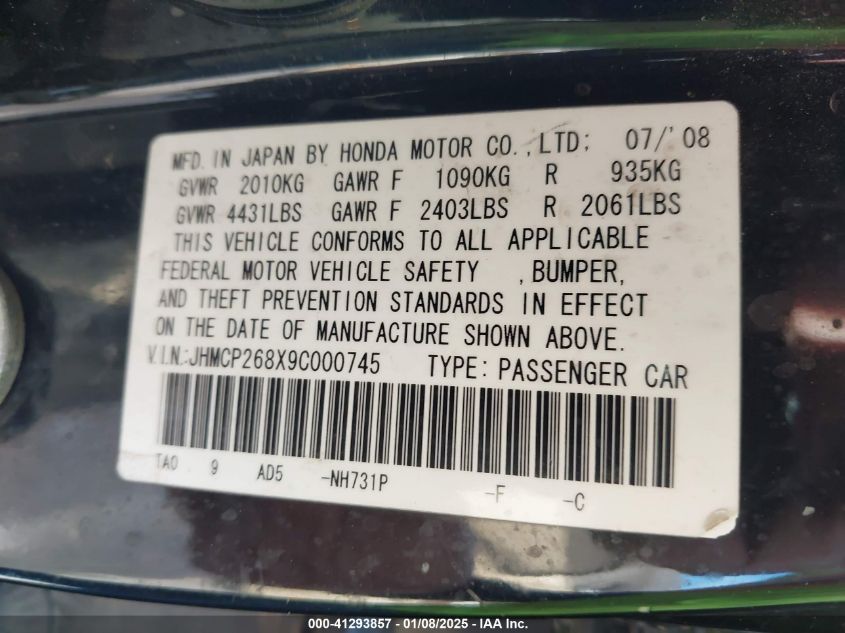 MFD. IN JAPAN BY HONDA MOTOR CO., LTD; 07/'08
GVWR 2010KG GAWR F 1090KG R 935KG
GVWR 4431LBS GAWR F 2403LBS R 2061LBS
THIS VEHICLE CONFORMS TO ALL APPLICABLE
FEDERAL MOTOR VEHICLE SAFETY , BUMPER,
AND THEFT PREVENTION STANDARDS IN EFFECT
ON THE DATE OF MANUFACTURE SHOWN ABOVE.
V.I.N.:JHMCP268X9C000745 TYPE: PASSENGER CAR
TA0 9 AD5 -NH731P -F -C
000-41293857 - 01/08/2025 - IAA Inc.